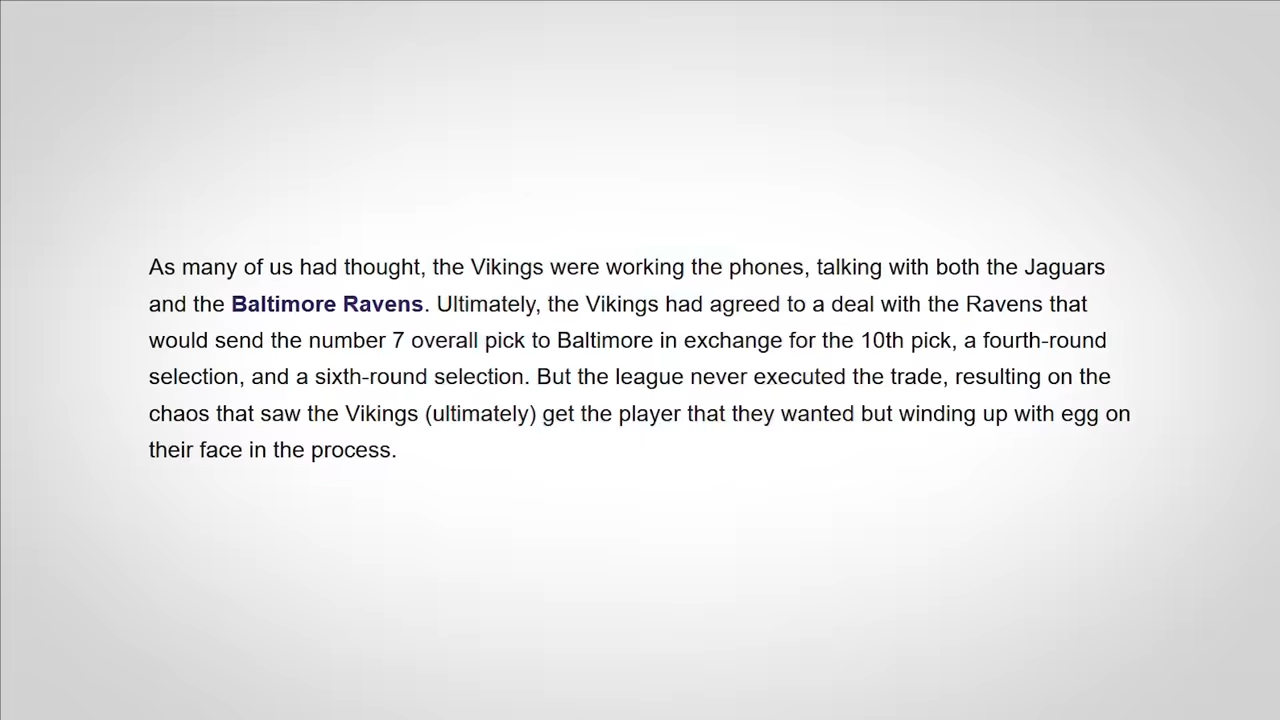 As many of us had thought, the Vikings were working the phones, talking with both the Jaguars
and the Baltimore Ravens. Ultimately, the Vikings had agreed to a deal with the Ravens that
would send the number 7 overall pick to Baltimore in exchange for the 10th pick, a fourth-round
selection, and a sixth-round selection. But the league never executed the trade, resulting on the
chaos that saw the Vikings (ultimately) get the player that they wanted but winding up with egg on
their face in the process.